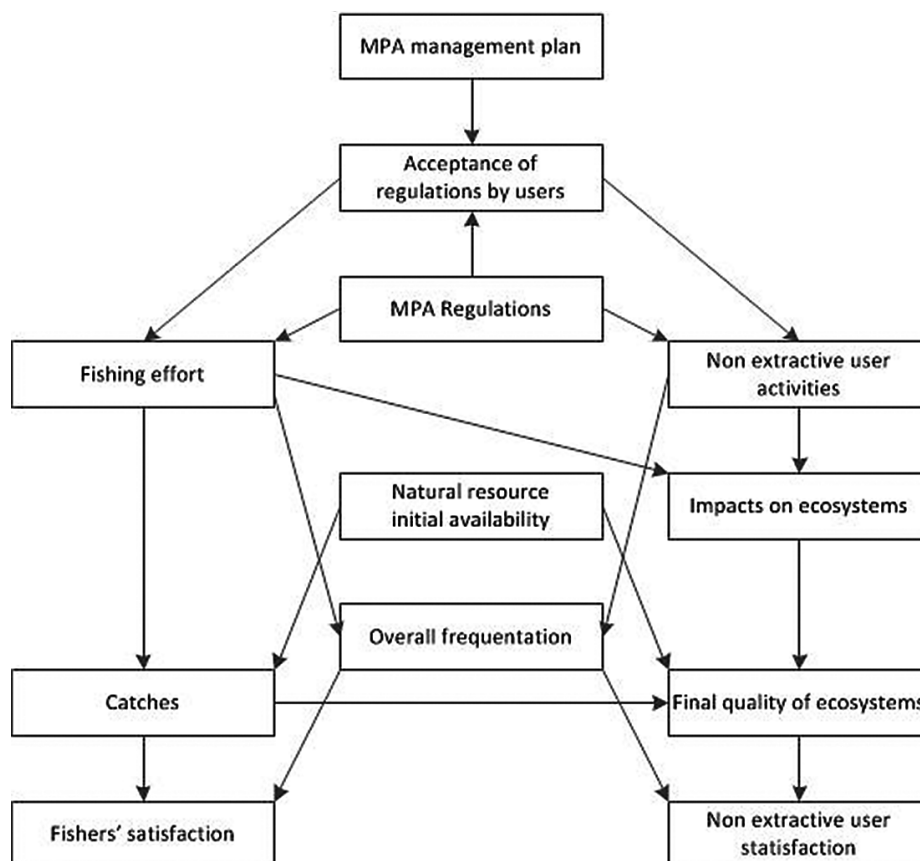 MPA management plan
Acceptance of
regulations by users
MPA Regulations
Fishing effort
Non extractive user
activities
Natural resource
initial availability
Impacts on ecosystems
Overall frequentation
Catches
Final quality of ecosystems
Fishers' satisfaction
Non extractive user
statisfaction